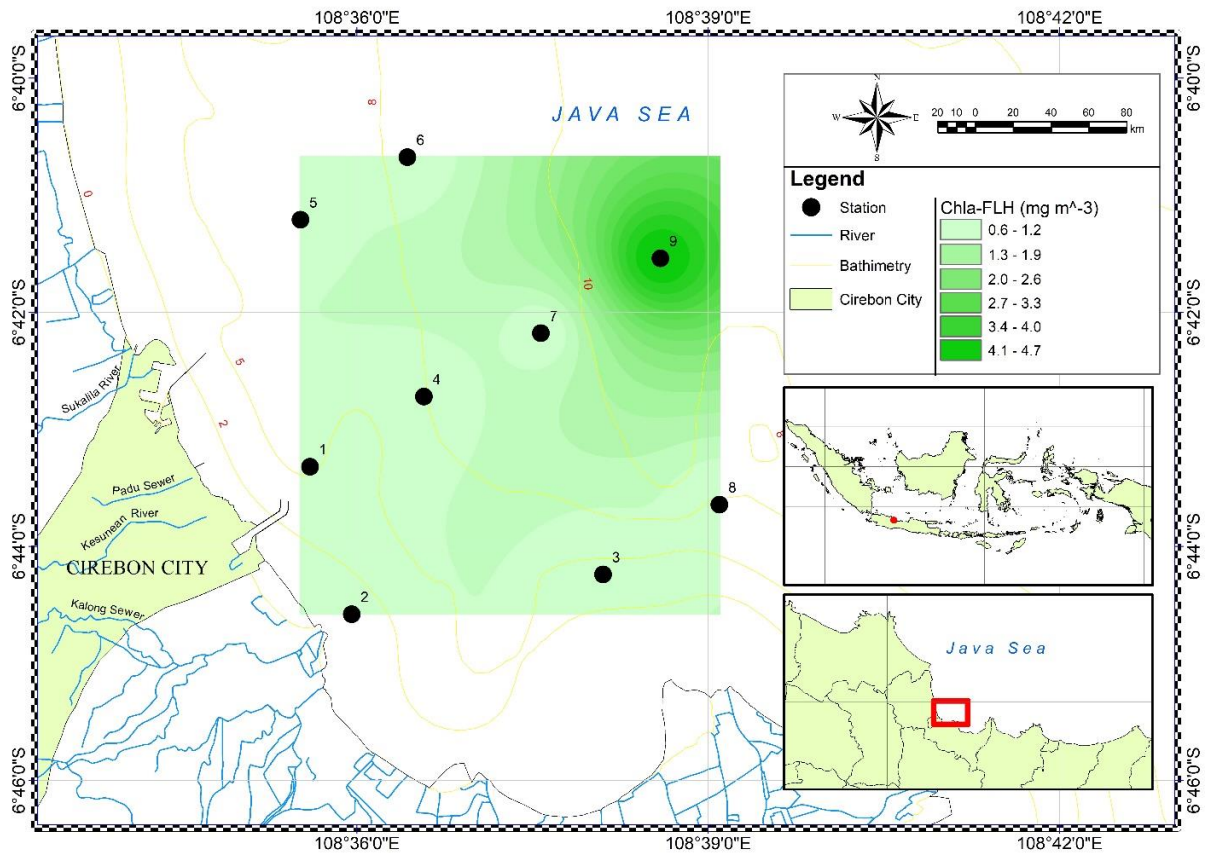 108°36'0"E
108°39'0"E
108°42'0"E
6°40'0"S
6°40'0"S
8
JAVA SEA
N
W
E
S
20 10 0 20 40 60 80
km
6
Legend
Station
River
Bathimetry
Cirebon City
Chla-FLH (mg m^-3)
0.6 - 1.2
1.3 - 1.9
2.0 - 2.6
2.7 - 3.3
3.4 - 4.0
4.1 - 4.7
0
5
9
10
6°42'0"S
6°42'0"S
7
5
Sukalila River
4
2
1
8
Padu Sewer
8
Kesunean River
6°44'0"S
6°44'0"S
CIREBON CITY
3
Kalong Sewer
2
Java Sea
6°46'0"S
6°46'0"S
108°36'0"E
108°39'0"E
108°42'0"E